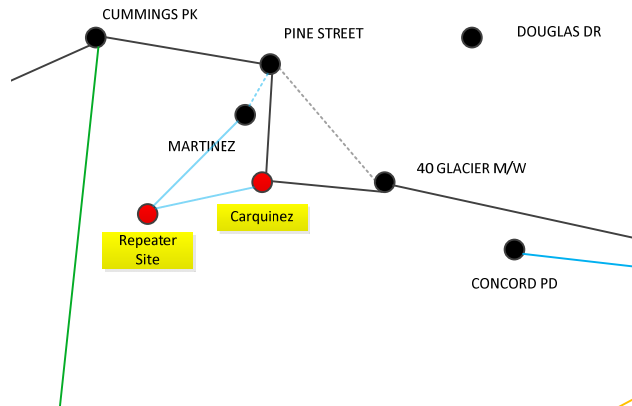 CUMMINGS PK
PINE STREET
DOUGLAS DR
MARTINEZ
40 GLACIER M/W
Carquinez
Repeater
Site
CONCORD PD